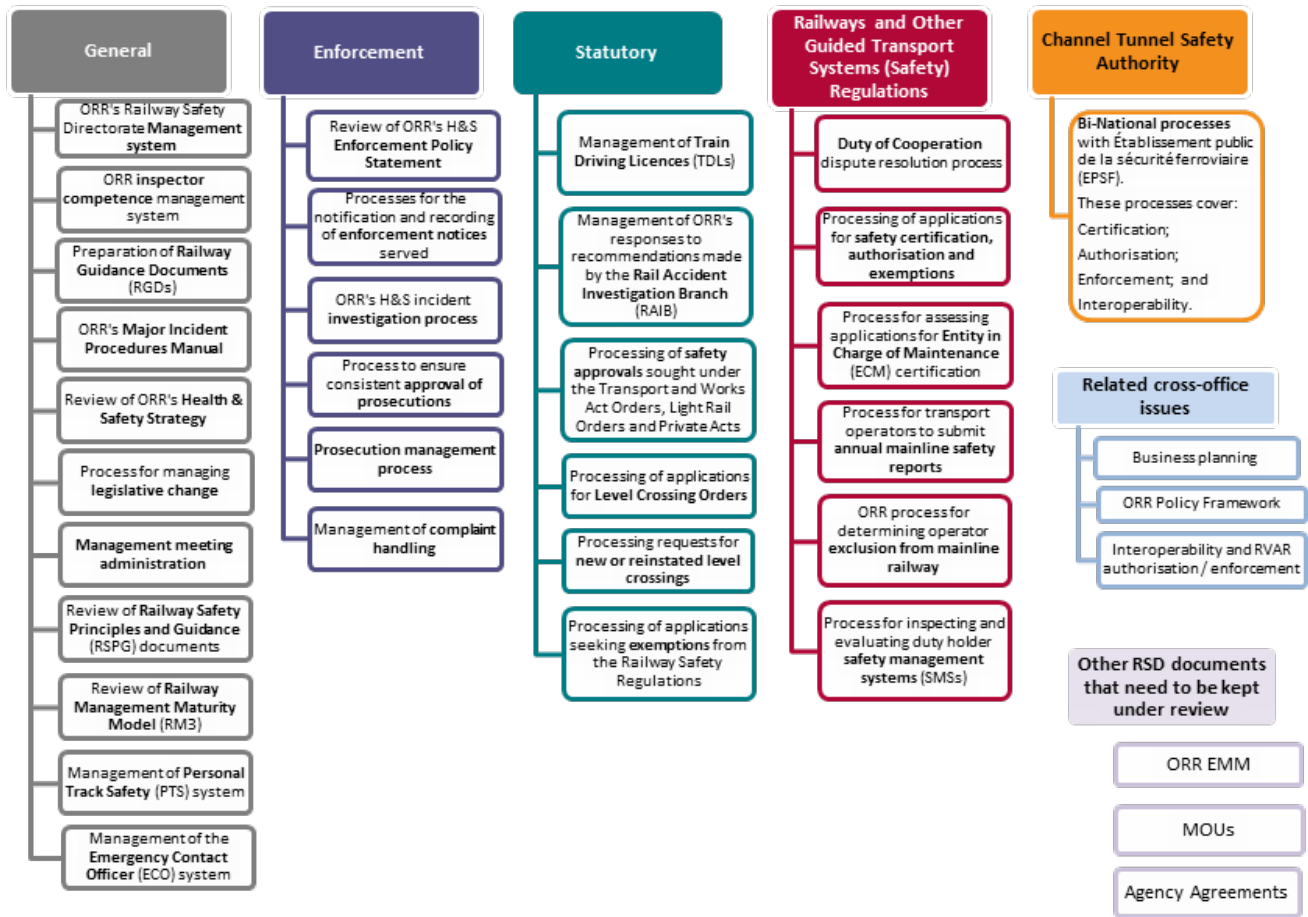 General
ORR's Railway Safety
Directorate Management
system
ORR inspector
competence management
system
Preparation of Railway
Guidance Documents
(RGDs)
ORR's Major Incident
Procedures Manual
Review of ORR's Health &
Safety Strategy
Process for managing
legislative change
Management meeting
administration
Review of Railway Safety
Principles and Guidance
(RSPG) documents
Review of Railway
Management Maturity
Model (RM3)
Management of Personal
Track Safety (PTS) system
Management of the
Emergency Contact
Officer (ECO) system
Enforcement
Review of ORR's H&S
Enforcement Policy
Statement
Processes for the
notification and recording
of enforcement notices
served
ORR's H&S incident
investigation process
Process to ensure
consistent approval of
prosecutions
Prosecution management
process
Management of complaint
handling
Statutory
Management of Train
Driving Licences (TDLs)
Management of ORR's
responses to
recommendations made
by the Rail Accident
Investigation Branch
(RAIB)
Processing of safety
approvals sought under
the Transport and Works
Act Orders, Light Rail
Orders and Private Acts
Processing of applications
for Level Crossing Orders
Processing requests for
new or reinstated level
crossings
Processing of applications
seeking exemptions from
the Railway Safety
Regulations
Railways and Other
Guided Transport
Systems (Safety)
Regulations
Duty of Cooperation
dispute resolution process
Processing of applications
for safety certification,
authorisation and
exemptions
Process for assessing
applications for Entity in
Charge of Maintenance
(ECM) certification
Process for transport
operators to submit
annual mainline safety
reports
ORR process for
determining operator
exclusion from mainline
railway
Process for inspecting and
evaluating duty holder
safety management
systems (SMSs)
Channel Tunnel Safety
Authority
Bi-National processes
with Établissement public
de la sécurité ferroviaire
(EPSF).
These processes cover:
Certification;
Authorisation;
Enforcement; and
Interoperability.
Related cross-office
issues
Business planning
ORR Policy Framework
Interoperability and RVAR
authorisation / enforcement
Other RSD documents
that need to be kept
under review
ORR EMM
MOUs
Agency Agreements